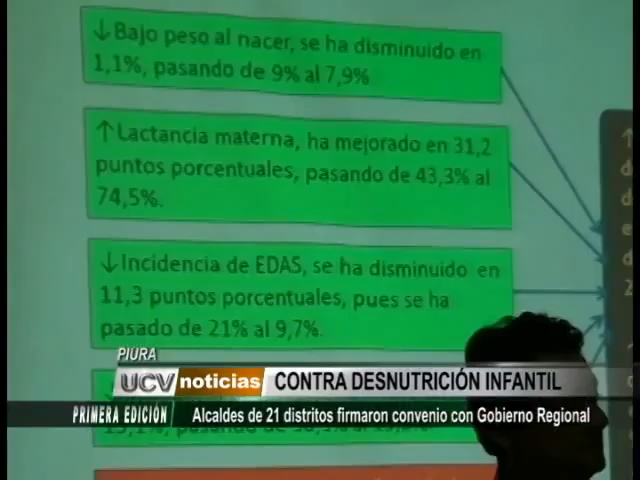 ↓Bajo peso al nacer, se ha disminuido en
1,1%, pasando de 9% al 7,9%
↑Lactancia materna, ha mejorado en 31,2
puntos porcentuales, pasando de 43,3% al
74,5%.
↓Incidencia de EDAS, se ha disminuido en
11,3 puntos porcentuales, pues se ha
pasado de 21% al 9,7%.
PIURA
UCV noticias CONTRA DESNUTRICIÓN INFANTIL
PRIMERA EDICIÓN Alcaldes de 21 distritos firmaron convenio con Gobierno Regional